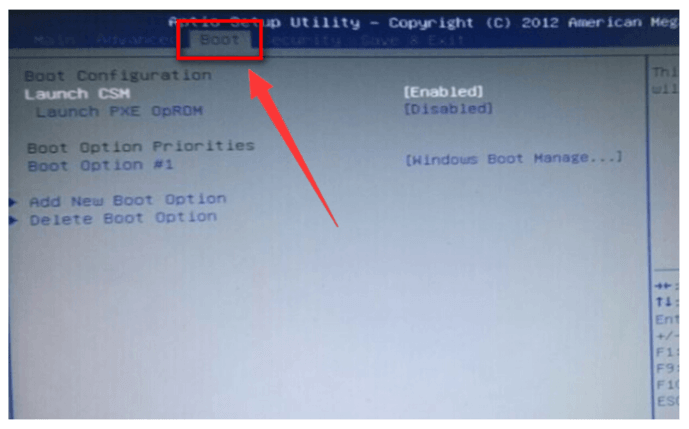 Aptio Setup Utility - Copyright (C) 2012 American Meg
Main Advanced Boot Security Save & Exit
Boot Configuration
Launch CSM [Enabled]
Launch PXE OpROM [Disabled]
Boot Option Priorities
Boot Option #1 [Windows Boot Manage...]
Add New Boot Option
Delete Boot Option
Thi
wil
→←:
↑↓:
Ent
+/-
F1:
F9:
F10
ESC